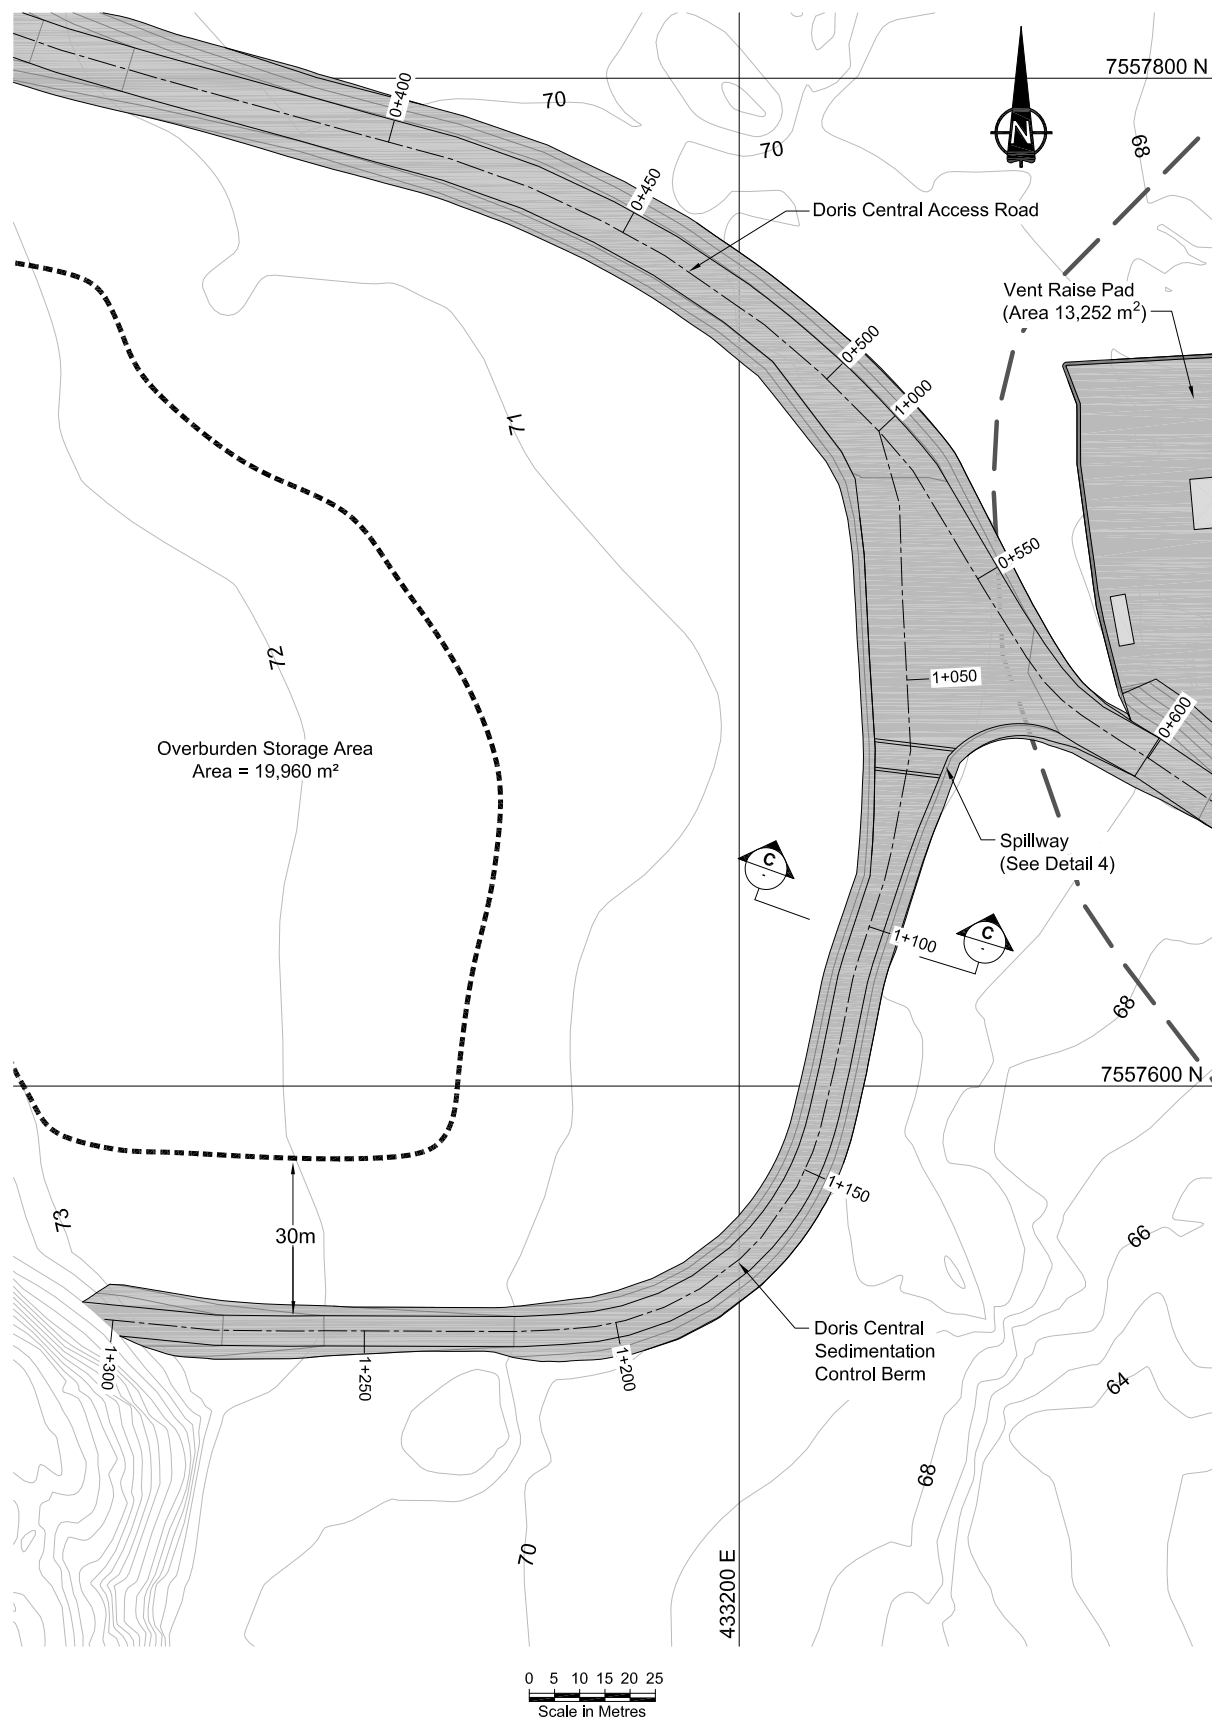 7557800 N
0+400
70
N
70
68
0+450
Doris Central Access Road
Vent Raise Pad
(Area 13,252 m²)
0+500
1+000
71
0+550
72
1+050
0+600
Overburden Storage Area
Area = 19,960 m²
Spillway
(See Detail 4)
C
-
C
-
1+100
68
7557600 N
1+150
73
30m
66
Doris Central
Sedimentation
Control Berm
1+300
1+250
1+200
64
68
70
433200 E
0 5 10 15 20 25
Scale in Metres